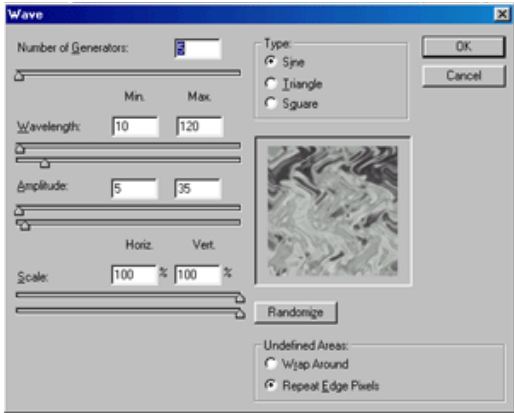 Wave
Number of Generators: 5
Min. Max.
Wavelength: 10 120
Amplitude: 5 35
Horiz. Vert.
Scale: 100 % 100 %
Type:
Sine
Triangle
Square
OK
Cancel
Randomize
Undefined Areas:
Wrap Around
Repeat Edge Pixels